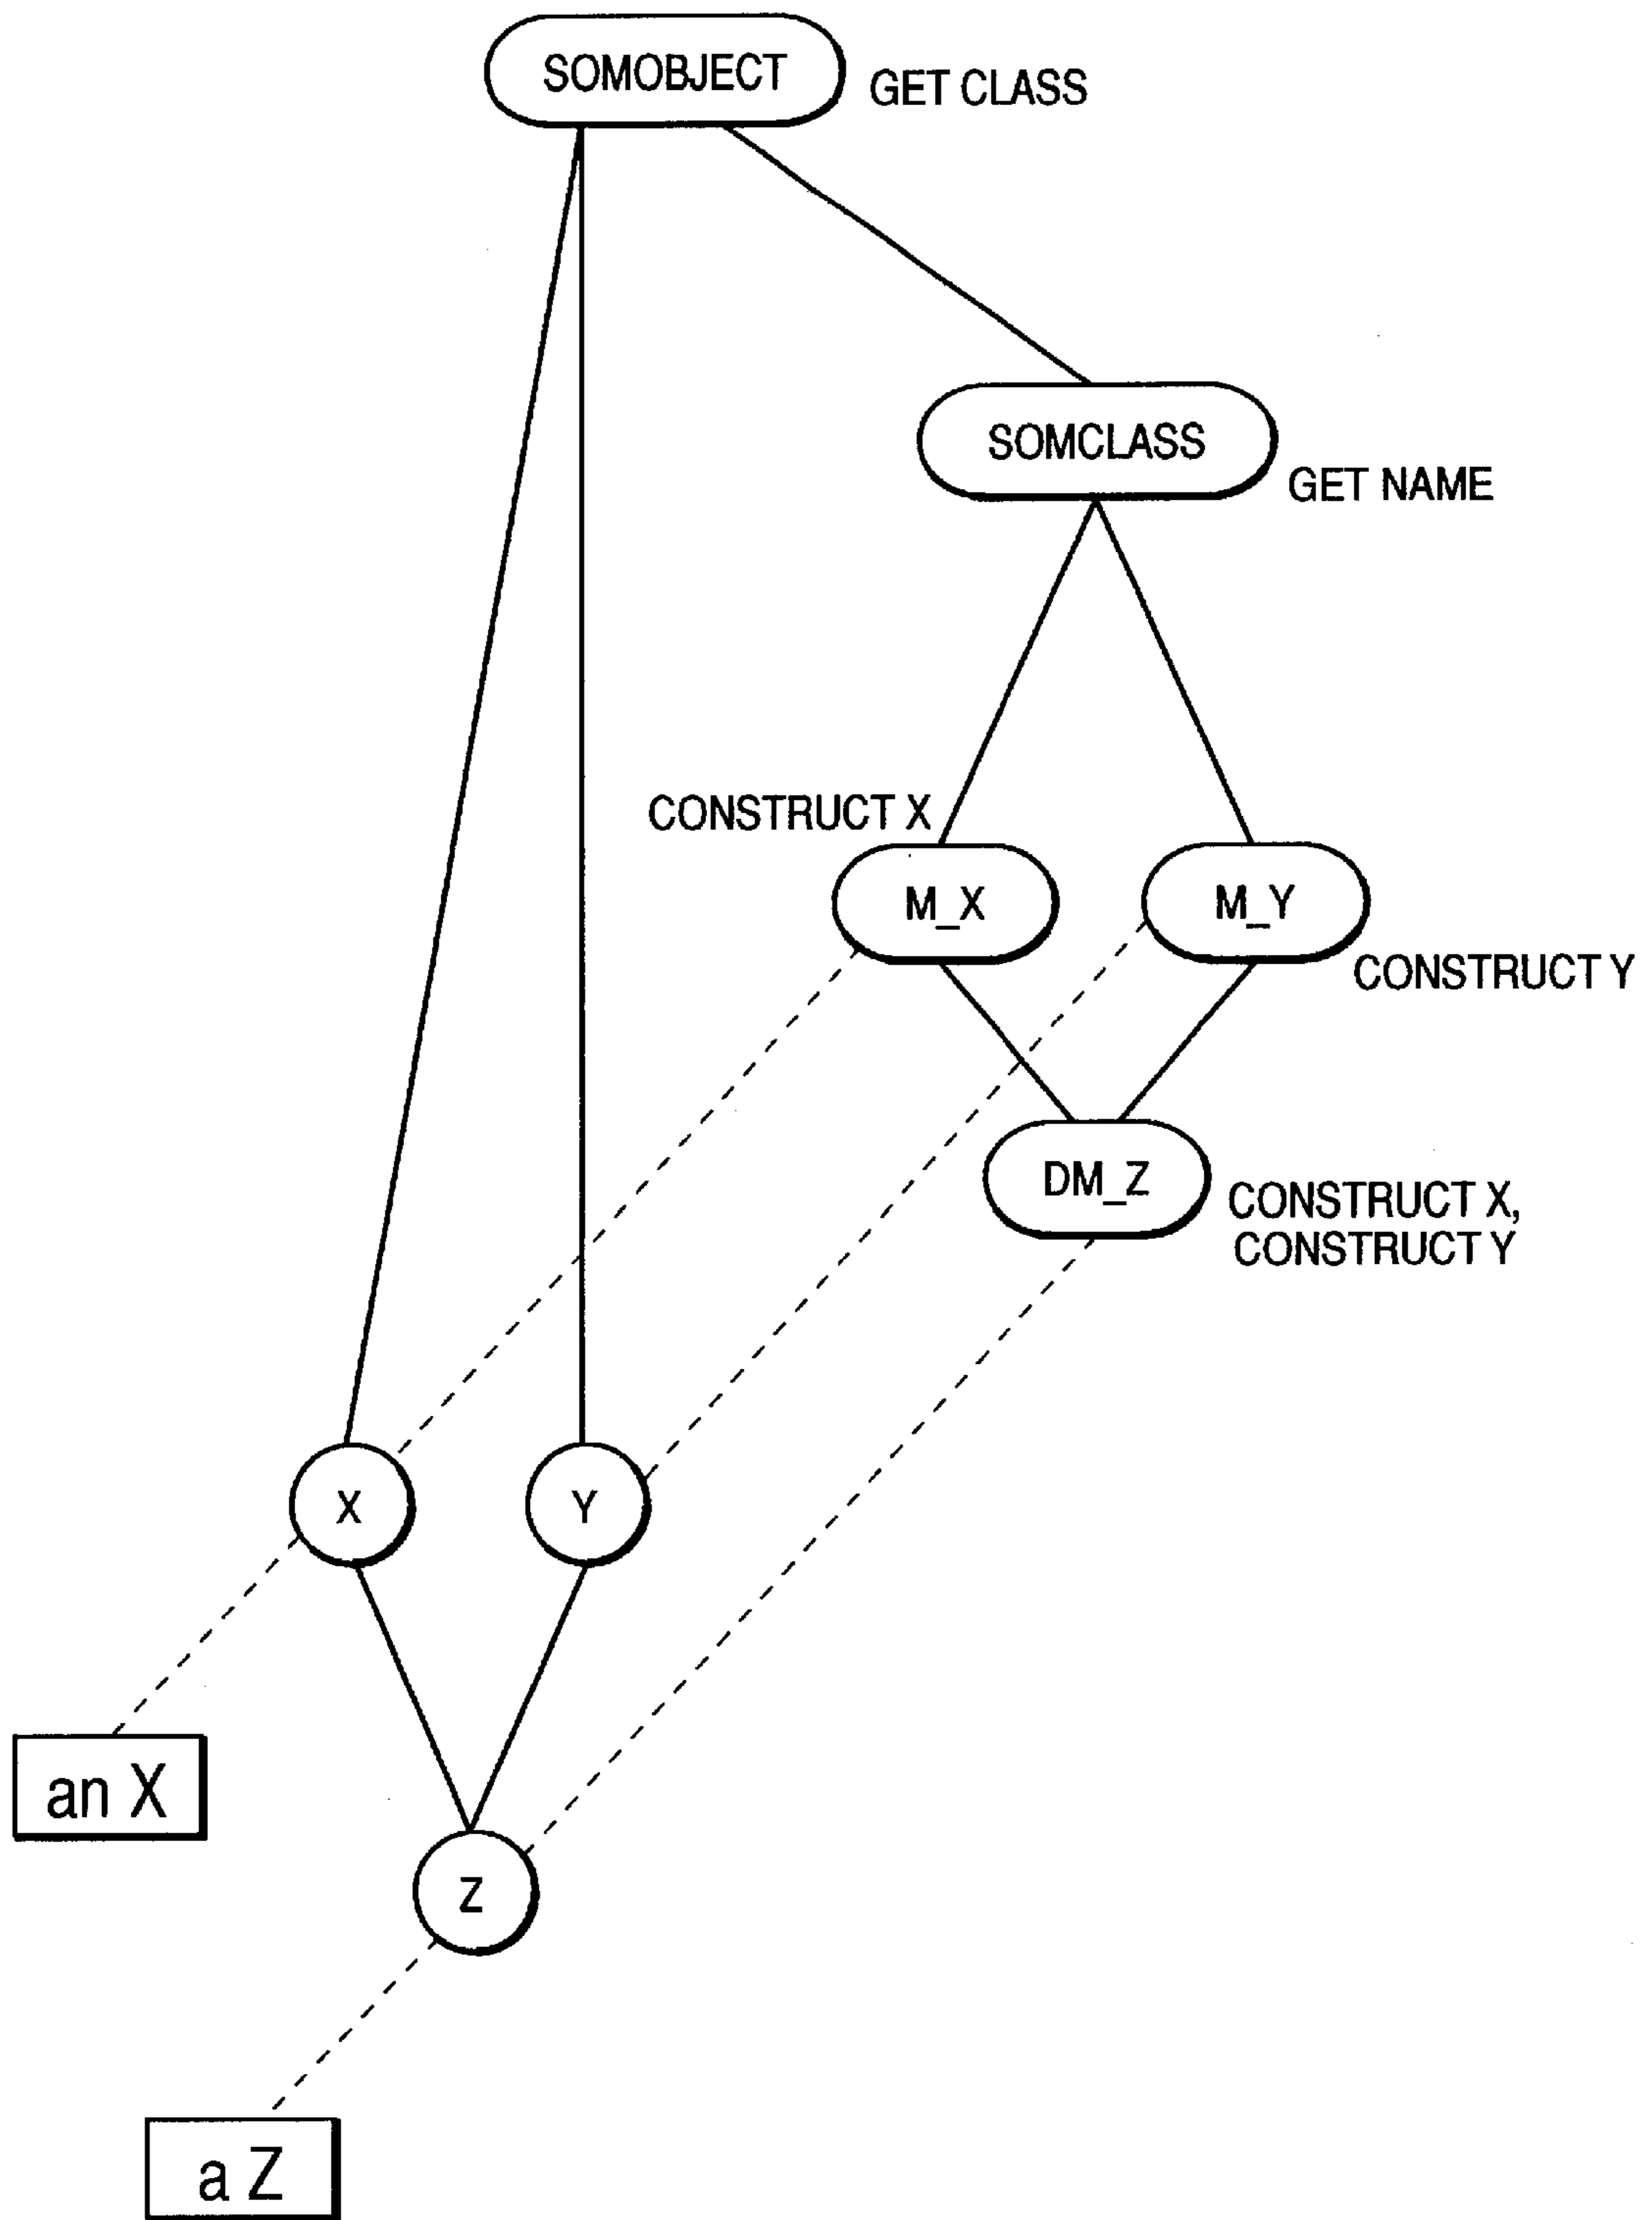 SOMOBJECT
GET CLASS
SOMCLASS
GET NAME
CONSTRUCT X
M_X
M_Y
CONSTRUCT Y
DM_Z
CONSTRUCT X,
CONSTRUCT Y
X
Y
an X
Z
a Z